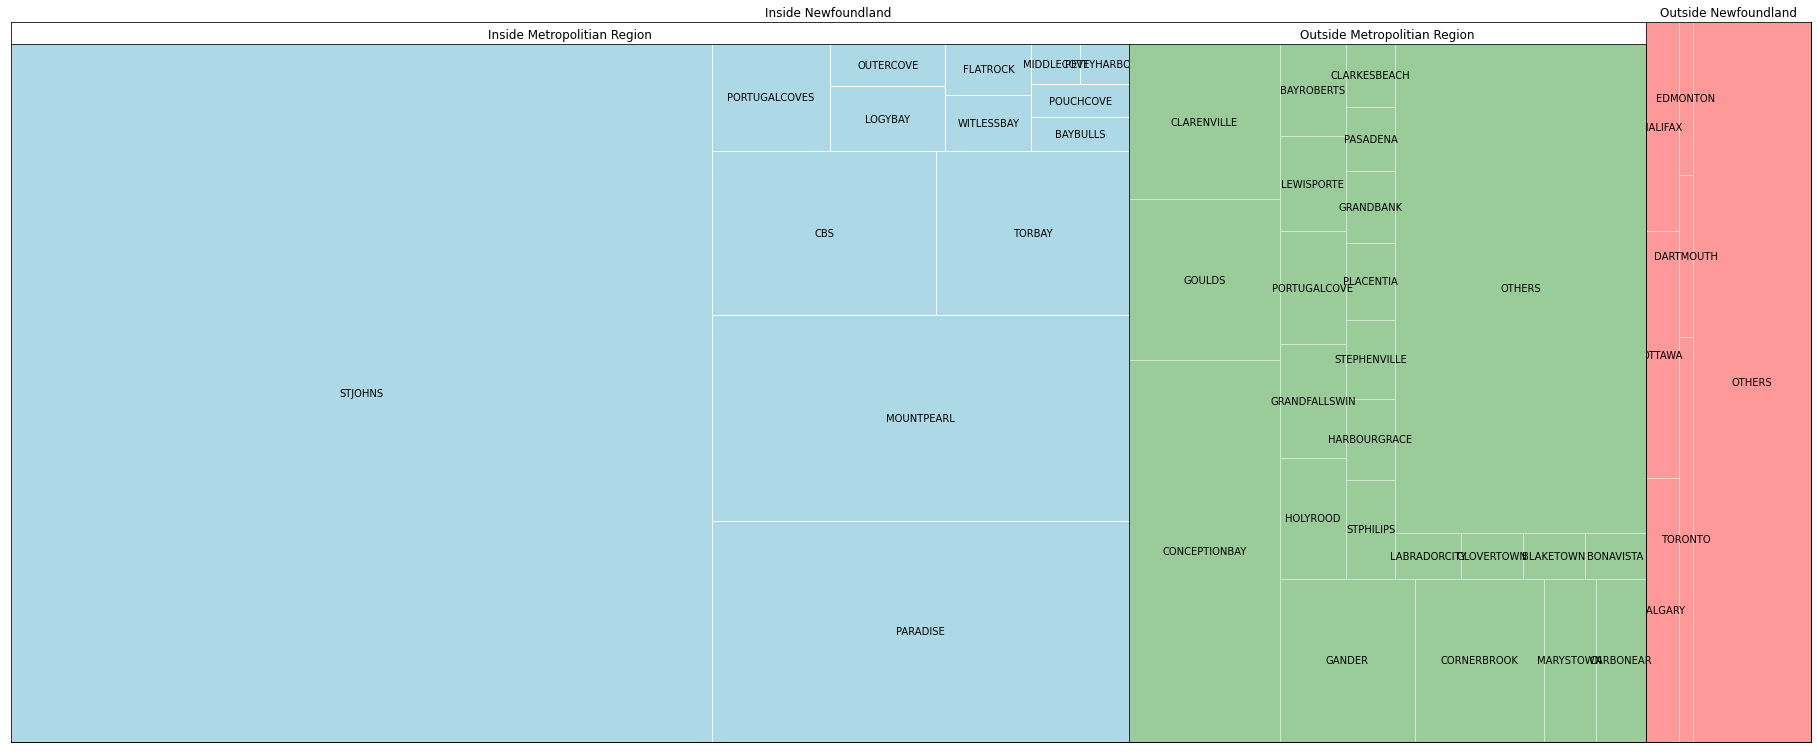 Inside Newfoundland
Outside Newfoundland
Inside Metropolitian Region
Outside Metropolitian Region
STJOHNS
PORTUGALCOVES
OUTERCOVE
LOGYBAY
FLATROCK
WITLESSBAY
MIDDLECOVE
PETTYHARBO
POUCHCOVE
BAYBULLS
CBS
TORBAY
MOUNTPEARL
PARADISE
CLARENVILLE
GOULDS
CONCEPTIONBAY
BAYROBERTS
LEWISPORTE
PORTUGALCOVE
GRANDFALLSWIN
HOLYROOD
CLARKESBEACH
PASADENA
GRANDBANK
PLACENTIA
STEPHENVILLE
HARBOURGRACE
STPHILIPS
OTHERS
LABRADORCITY
GLOVERTOWN
BLAKETOWN
BONAVISTA
GANDER
CORNERBROOK
MARYSTOWN
CARBONEAR
HALIFAX
OTTAWA
ALGARY
EDMONTON
DARTMOUTH
TORONTO
OTHERS